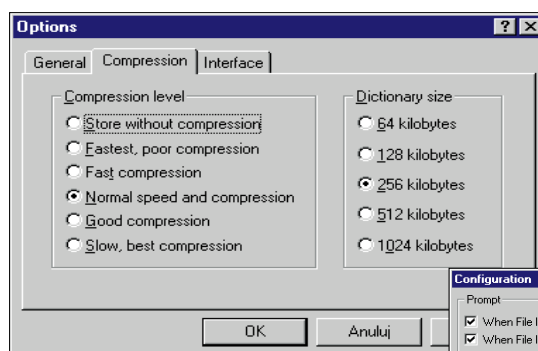 Options
General Compression Interface
Compression level
Store without compression
Fastest, poor compression
Fast compression
Normal speed and compression
Good compression
Slow, best compression
Dictionary size
64 kilobytes
128 kilobytes
256 kilobytes
512 kilobytes
1024 kilobytes
OK Anuluj
Configuration
Prompt
When File
When File